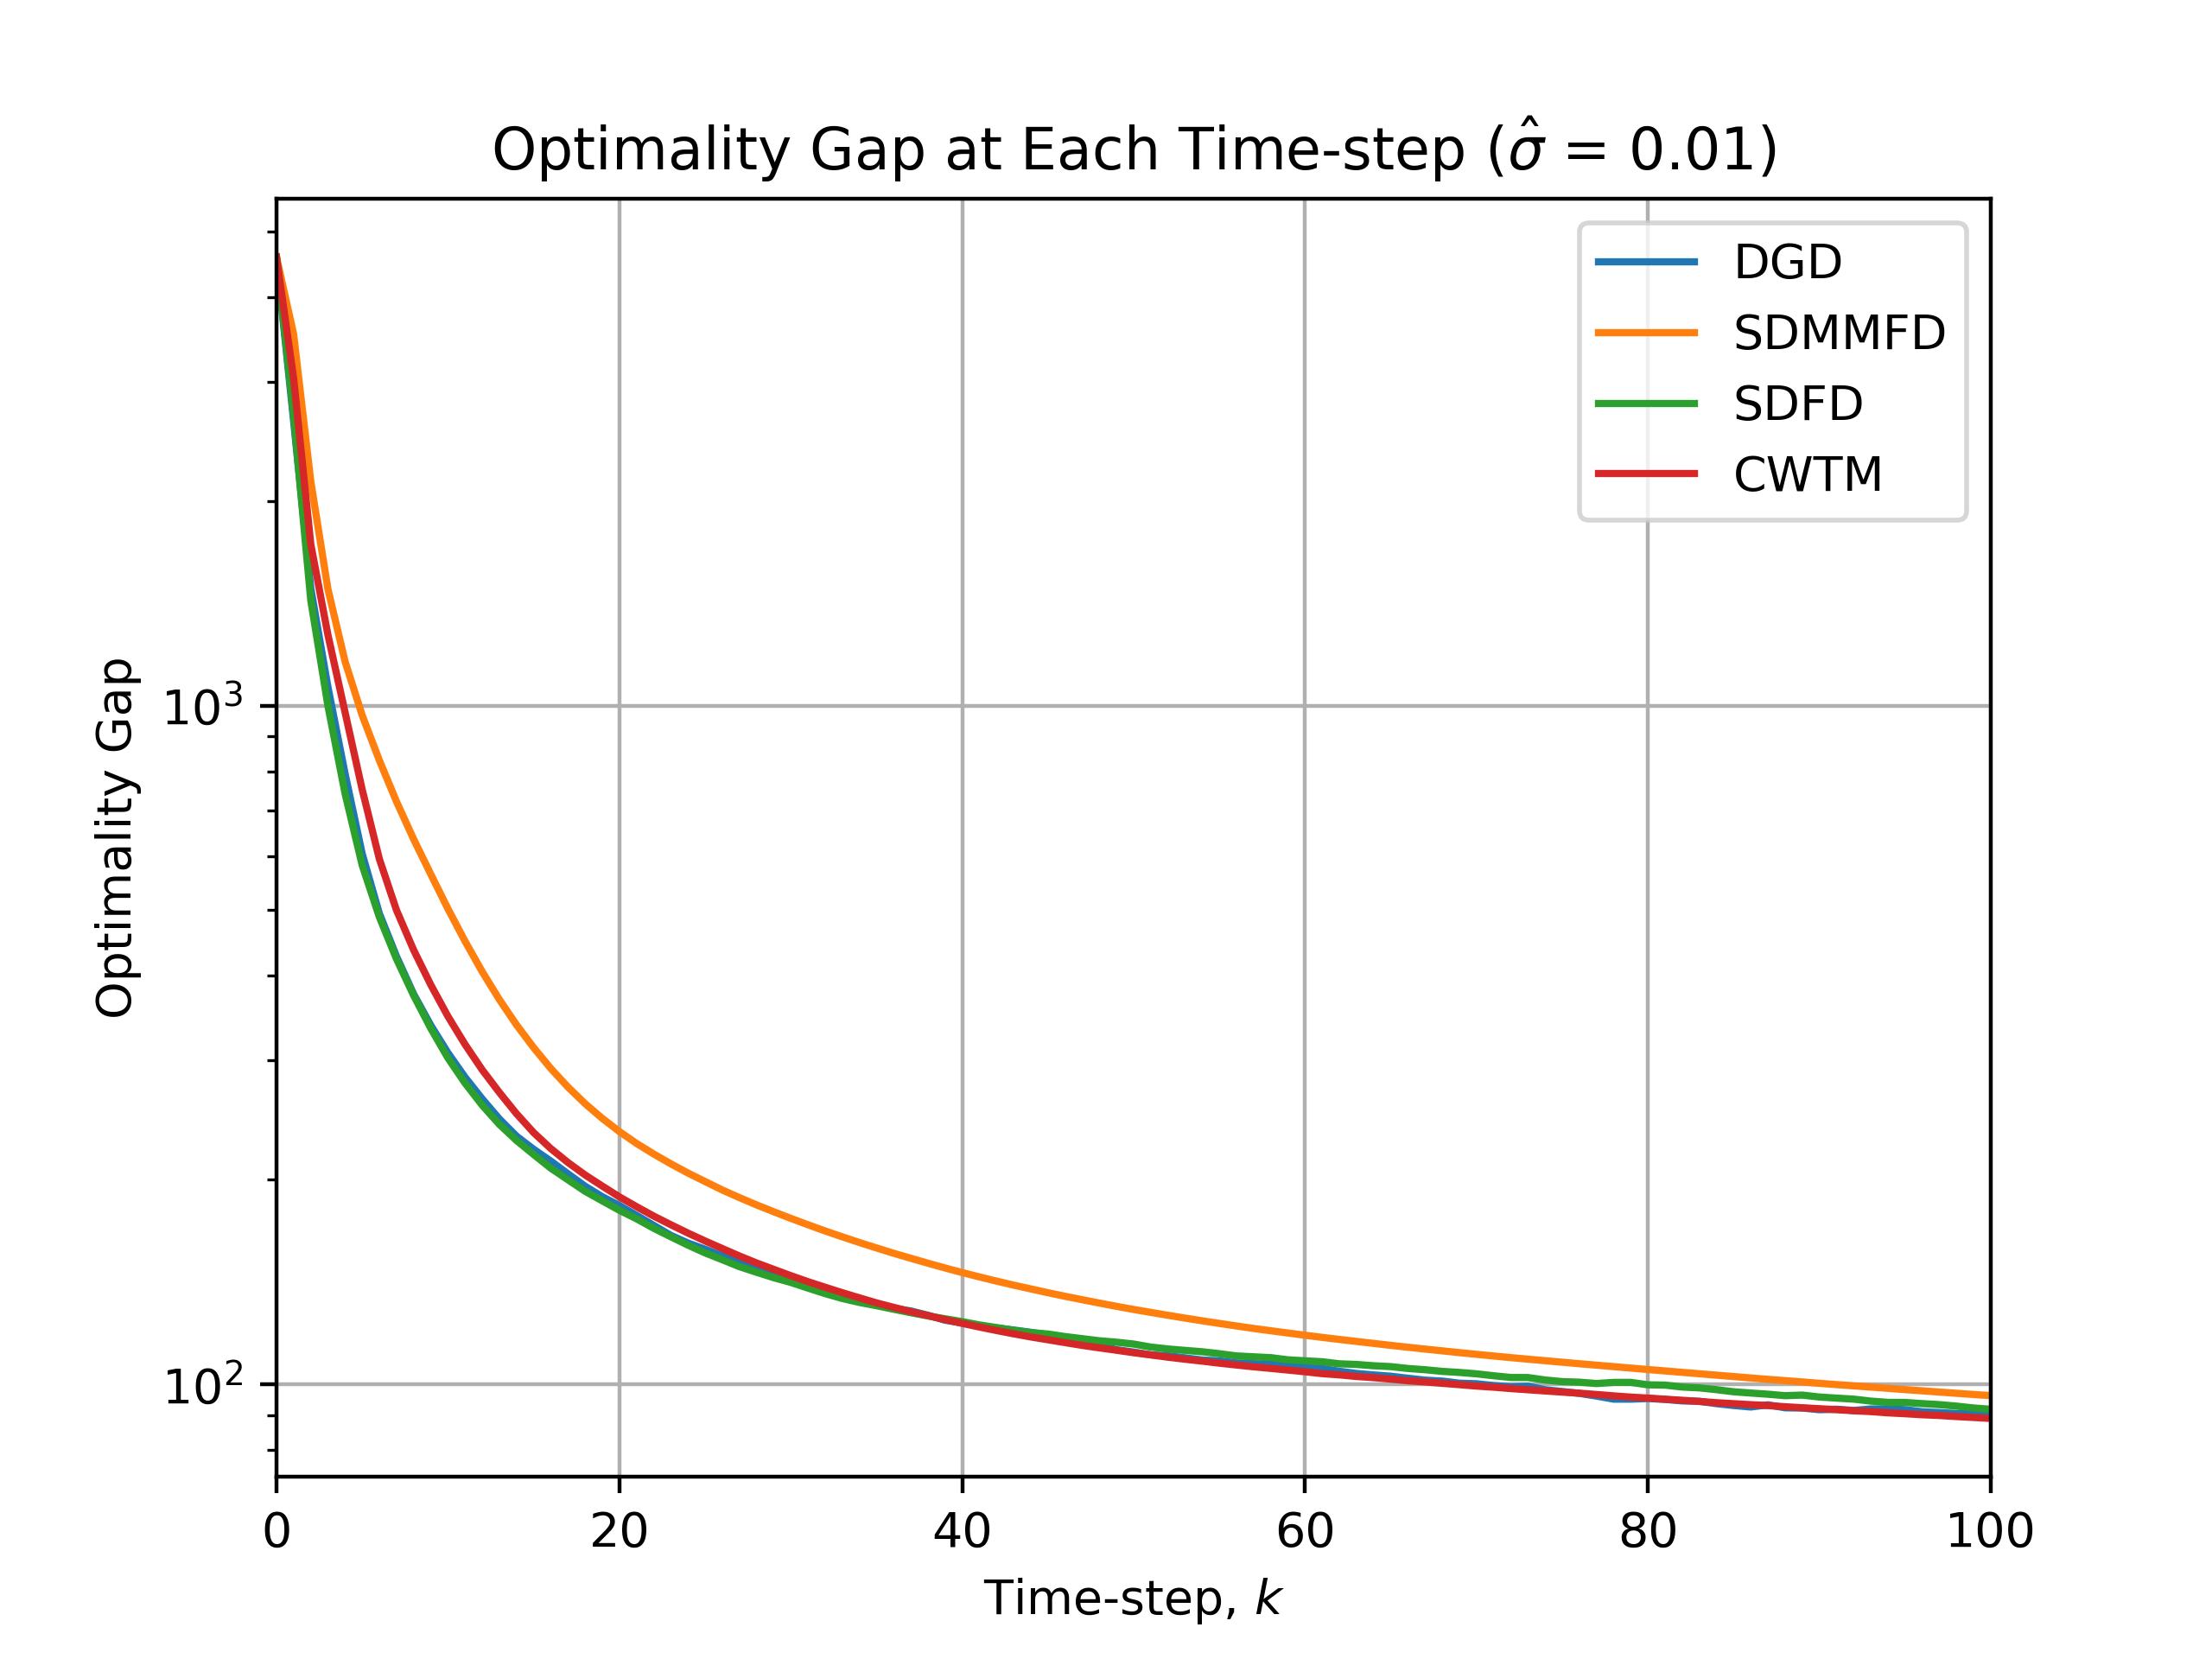 Optimality Gap at Each Time-step (σ̂ = 0.01)
DGD
SDMMFD
SDFD
CWTM
Optimality Gap
10³
10²
0 20 40 60 80 100
Time-step, k